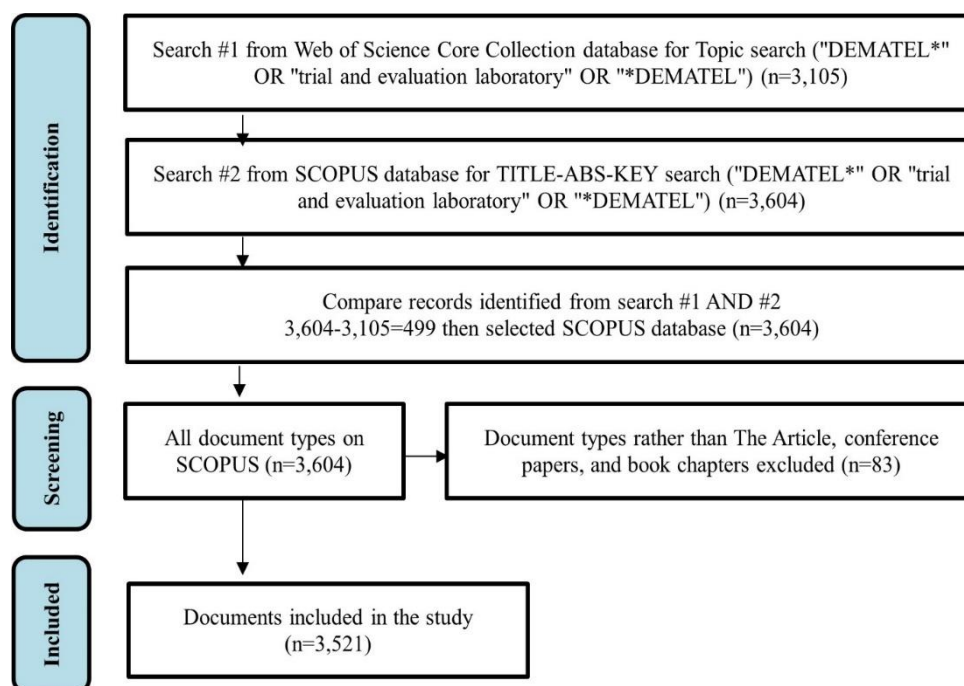 Identification
Search #1 from Web of Science Core Collection database for Topic search ("DEMATEL*"
OR "trial and evaluation laboratory" OR "*DEMATEL") (n=3,105)
Search #2 from SCOPUS database for TITLE-ABS-KEY search ("DEMATEL*" OR "trial
and evaluation laboratory" OR "*DEMATEL") (n=3,604)
Compare records identified from search #1 AND #2
3,604-3,105=499 then selected SCOPUS database (n=3,604)
Screening
All document types on
SCOPUS (n=3,604)
Document types rather than The Article, conference
papers, and book chapters excluded (n=83)
Included
Documents included in the study
(n=3,521)